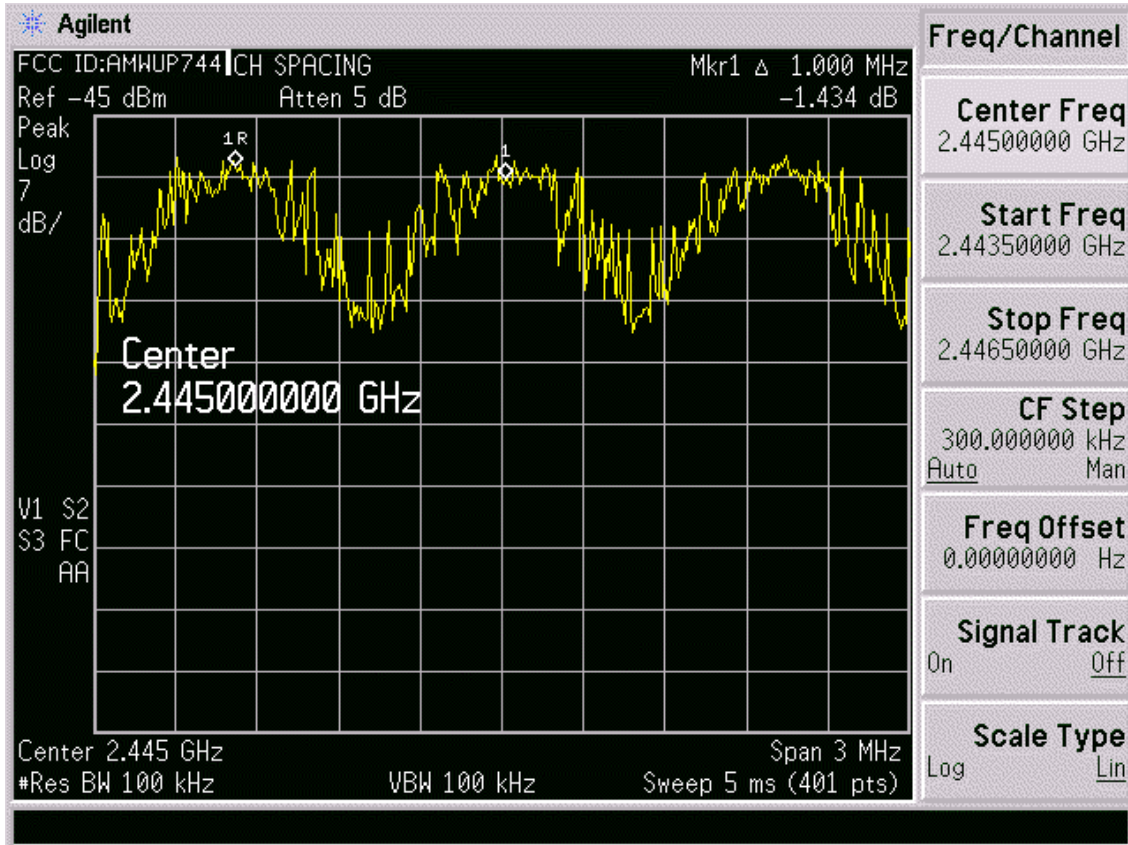 Agilent
FCC ID:AMWUP744 CH SPACING
Mkr1 Δ 1.000 MHz
Ref -45 dBm
Atten 5 dB
-1.434 dB
Peak
Log
7
dB/
1R
1
Center
2.445000000 GHz
V1 S2
S3 FC
AA
Center 2.445 GHz
Span 3 MHz
#Res BW 100 kHz
VBW 100 kHz
Sweep 5 ms (401 pts)
Freq/Channel
Center Freq
2.44500000 GHz
Start Freq
2.44350000 GHz
Stop Freq
2.44650000 GHz
CF Step
300.000000 kHz
Auto Man
Freq Offset
0.00000000 Hz
Signal Track
On Off
Scale Type
Log Lin